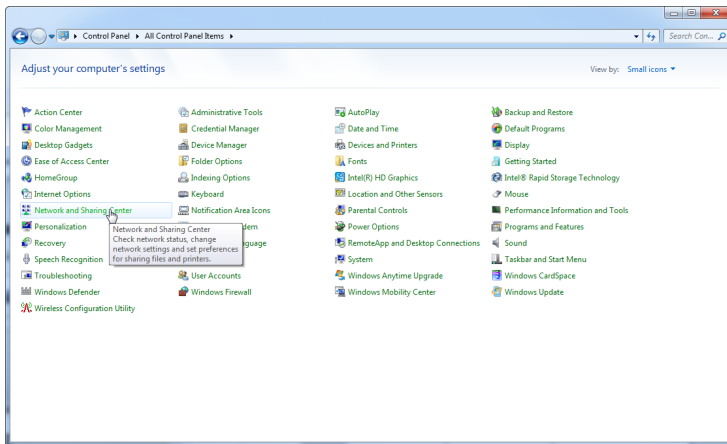 Control Panel ▸ All Control Panel Items ▸
Search Con...
Adjust your computer's settings
View by: Small icons
Action Center
Administrative Tools
AutoPlay
Backup and Restore
Color Management
Credential Manager
Date and Time
Default Programs
Desktop Gadgets
Device Manager
Devices and Printers
Display
Ease of Access Center
Folder Options
Fonts
Getting Started
HomeGroup
Indexing Options
Intel(R) HD Graphics
Intel® Rapid Storage Technology
Internet Options
Keyboard
Location and Other Sensors
Mouse
Network and Sharing Center
Notification Area Icons
Parental Controls
Performance Information and Tools
Personalization
Power Options
Programs and Features
Recovery
RemoteApp and Desktop Connections
Sound
Speech Recognition
System
Taskbar and Start Menu
Network and Sharing Center
Check network status, change
network settings and set preferences
for sharing files and printers.
Troubleshooting
User Accounts
Windows Anytime Upgrade
Windows CardSpace
Windows Defender
Windows Firewall
Windows Mobility Center
Windows Update
Wireless Configuration Utility